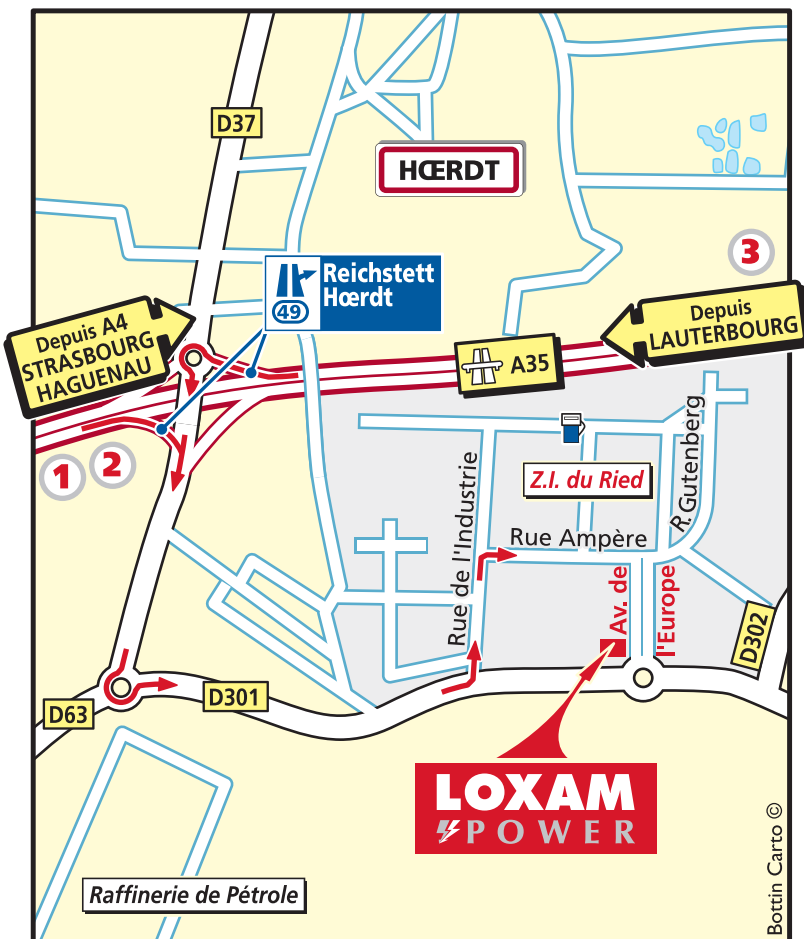 D37
HŒRDT
3
Reichstett
Hœrdt
49
Depuis
LAUTERBOURG
Depuis A4
STRASBOURG
HAGUENAU
A35
1
2
Z.I. du Ried
R. Gutenberg
Rue de l'Industrie
Rue Ampère
Av. de
l'Europe
D302
D301
D63
LOXAM
POWER
Raffinerie de Pétrole
Bottin Carto ©